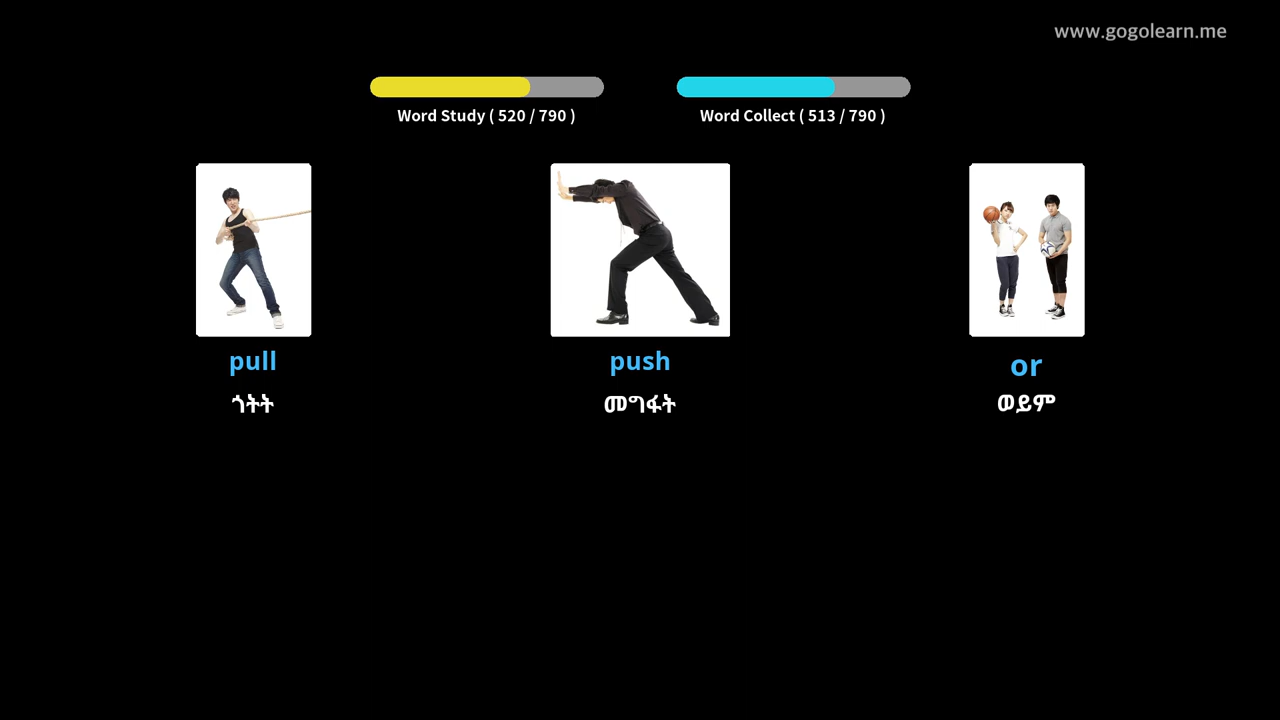 www.gogolearn.me
Word Study ( 520 / 790 )
Word Collect ( 513 / 790 )
pull
push
or
ጎትት
መግፋት
ወይም